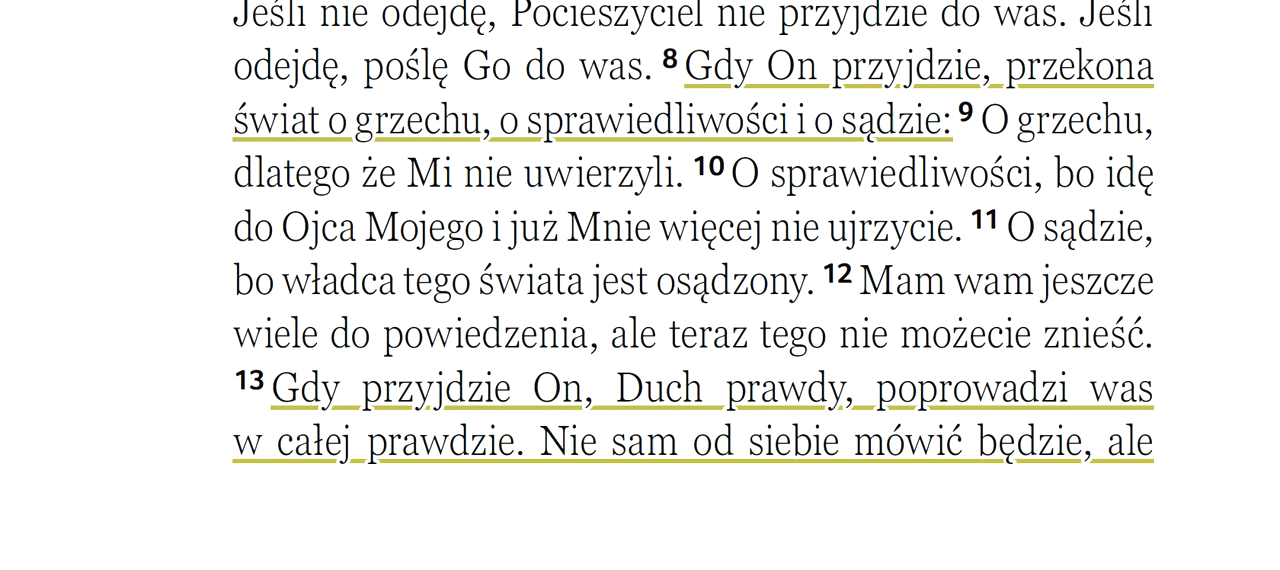 Jeśli nie odejdę, Pocieszyciel nie przyjdzie do was. Jeśli
odejdę, poślę Go do was. 8 Gdy On przyjdzie, przekona
świat o grzechu, o sprawiedliwości i o sądzie: 9 O grzechu,
dlatego że Mi nie uwierzyli. 10 O sprawiedliwości, bo idę
do Ojca Mojego i już Mnie więcej nie ujrzycie. 11 O sądzie,
bo władca tego świata jest osądzony. 12 Mam wam jeszcze
wiele do powiedzenia, ale teraz tego nie możecie znieść.
13 Gdy przyjdzie On, Duch prawdy, poprowadzi was
w całej prawdzie. Nie sam od siebie mówić będzie, ale